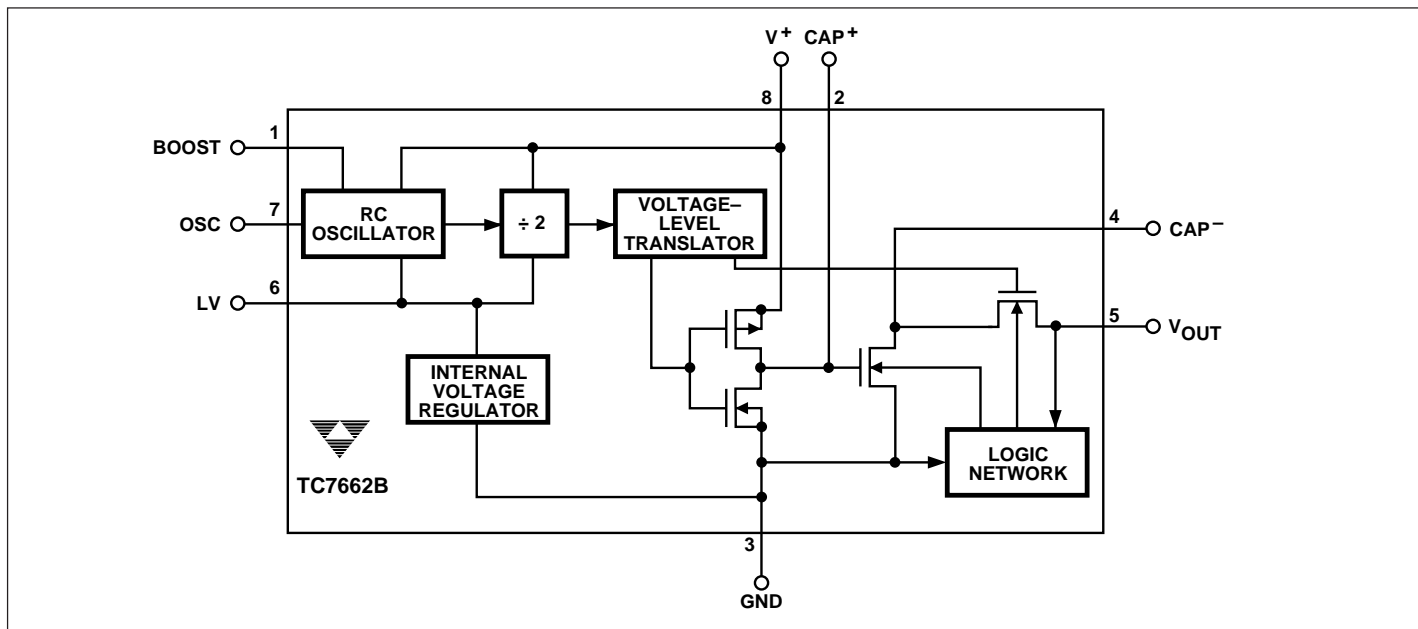 V+ CAP+
8 2
BOOST 1
OSC 7
RC
OSCILLATOR
÷ 2
VOLTAGE–
LEVEL
TRANSLATOR
4 CAP–
LV 6
5 VOUT
INTERNAL
VOLTAGE
REGULATOR
LOGIC
NETWORK
TC7662B
3
GND